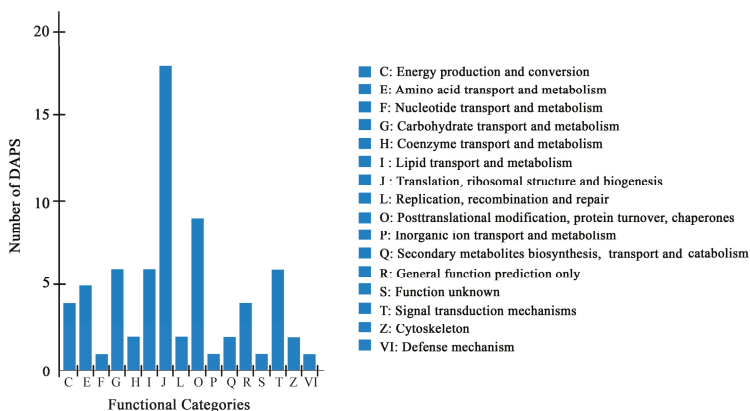 20
15
10
5
0
Number of DAPS
C E F G H I J L O P Q R S T Z VI
Functional Categories
C: Energy production and conversion
E: Amino acid transport and metabolism
F: Nucleotide transport and metabolism
G: Carbohydrate transport and metabolism
H: Coenzyme transport and metabolism
I : Lipid transport and metabolism
J : Translation, ribosomal structure and biogenesis
L: Replication, recombination and repair
O: Posttranslational modification, protein turnover, chaperones
P: Inorganic ion transport and metabolism
Q: Secondary metabolites biosynthesis, transport and catabolism
R: General function prediction only
S: Function unknown
T: Signal transduction mechanisms
Z: Cytoskeleton
VI: Defense mechanism